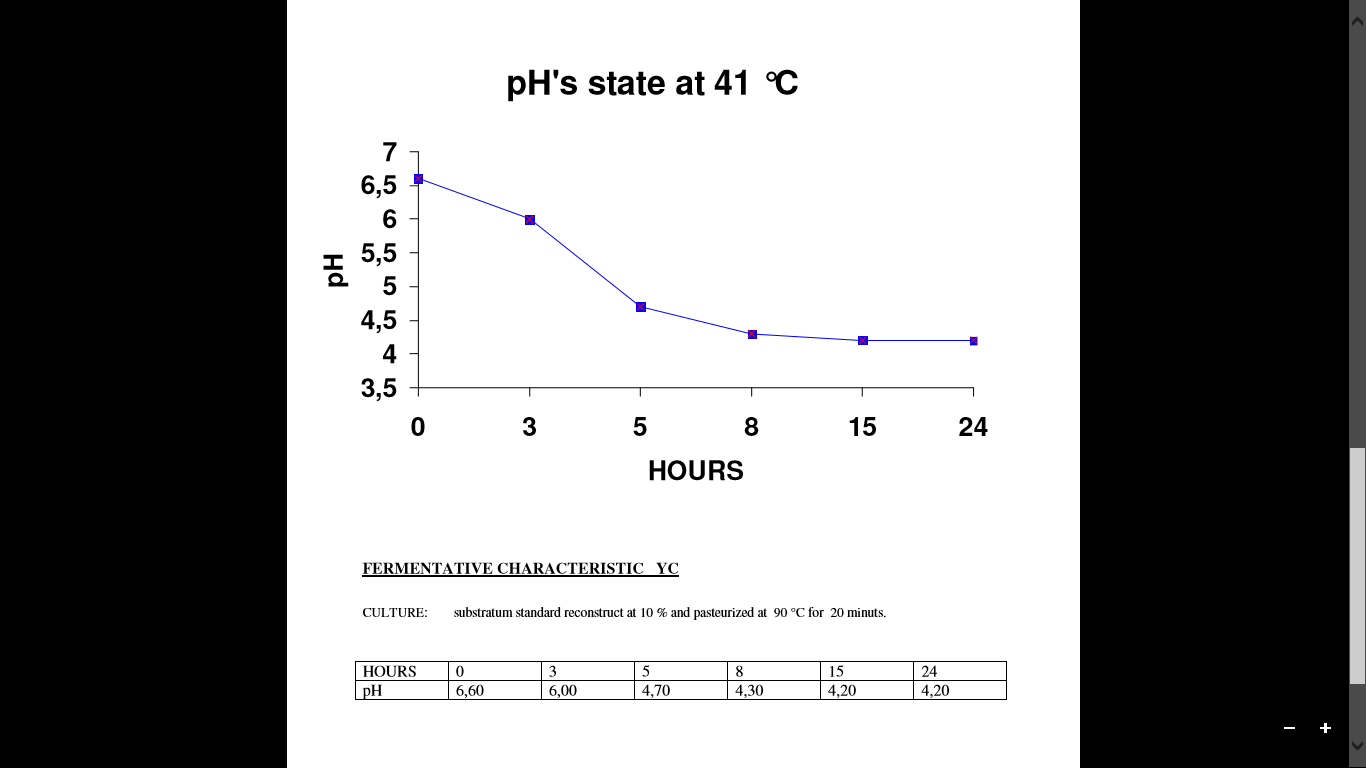 pH's state at 41 °C
7
6,5
6
5,5
5
4,5
4
3,5
pH
0 3 5 8 15 24
HOURS
FERMENTATIVE CHARACTERISTIC YC
CULTURE: substratum standard reconstruct at 10 % and pasteurized at 90 °C for 20 minuts.
HOURS 0 3 5 8 15 24
pH 6,60 6,00 4,70 4,30 4,20 4,20